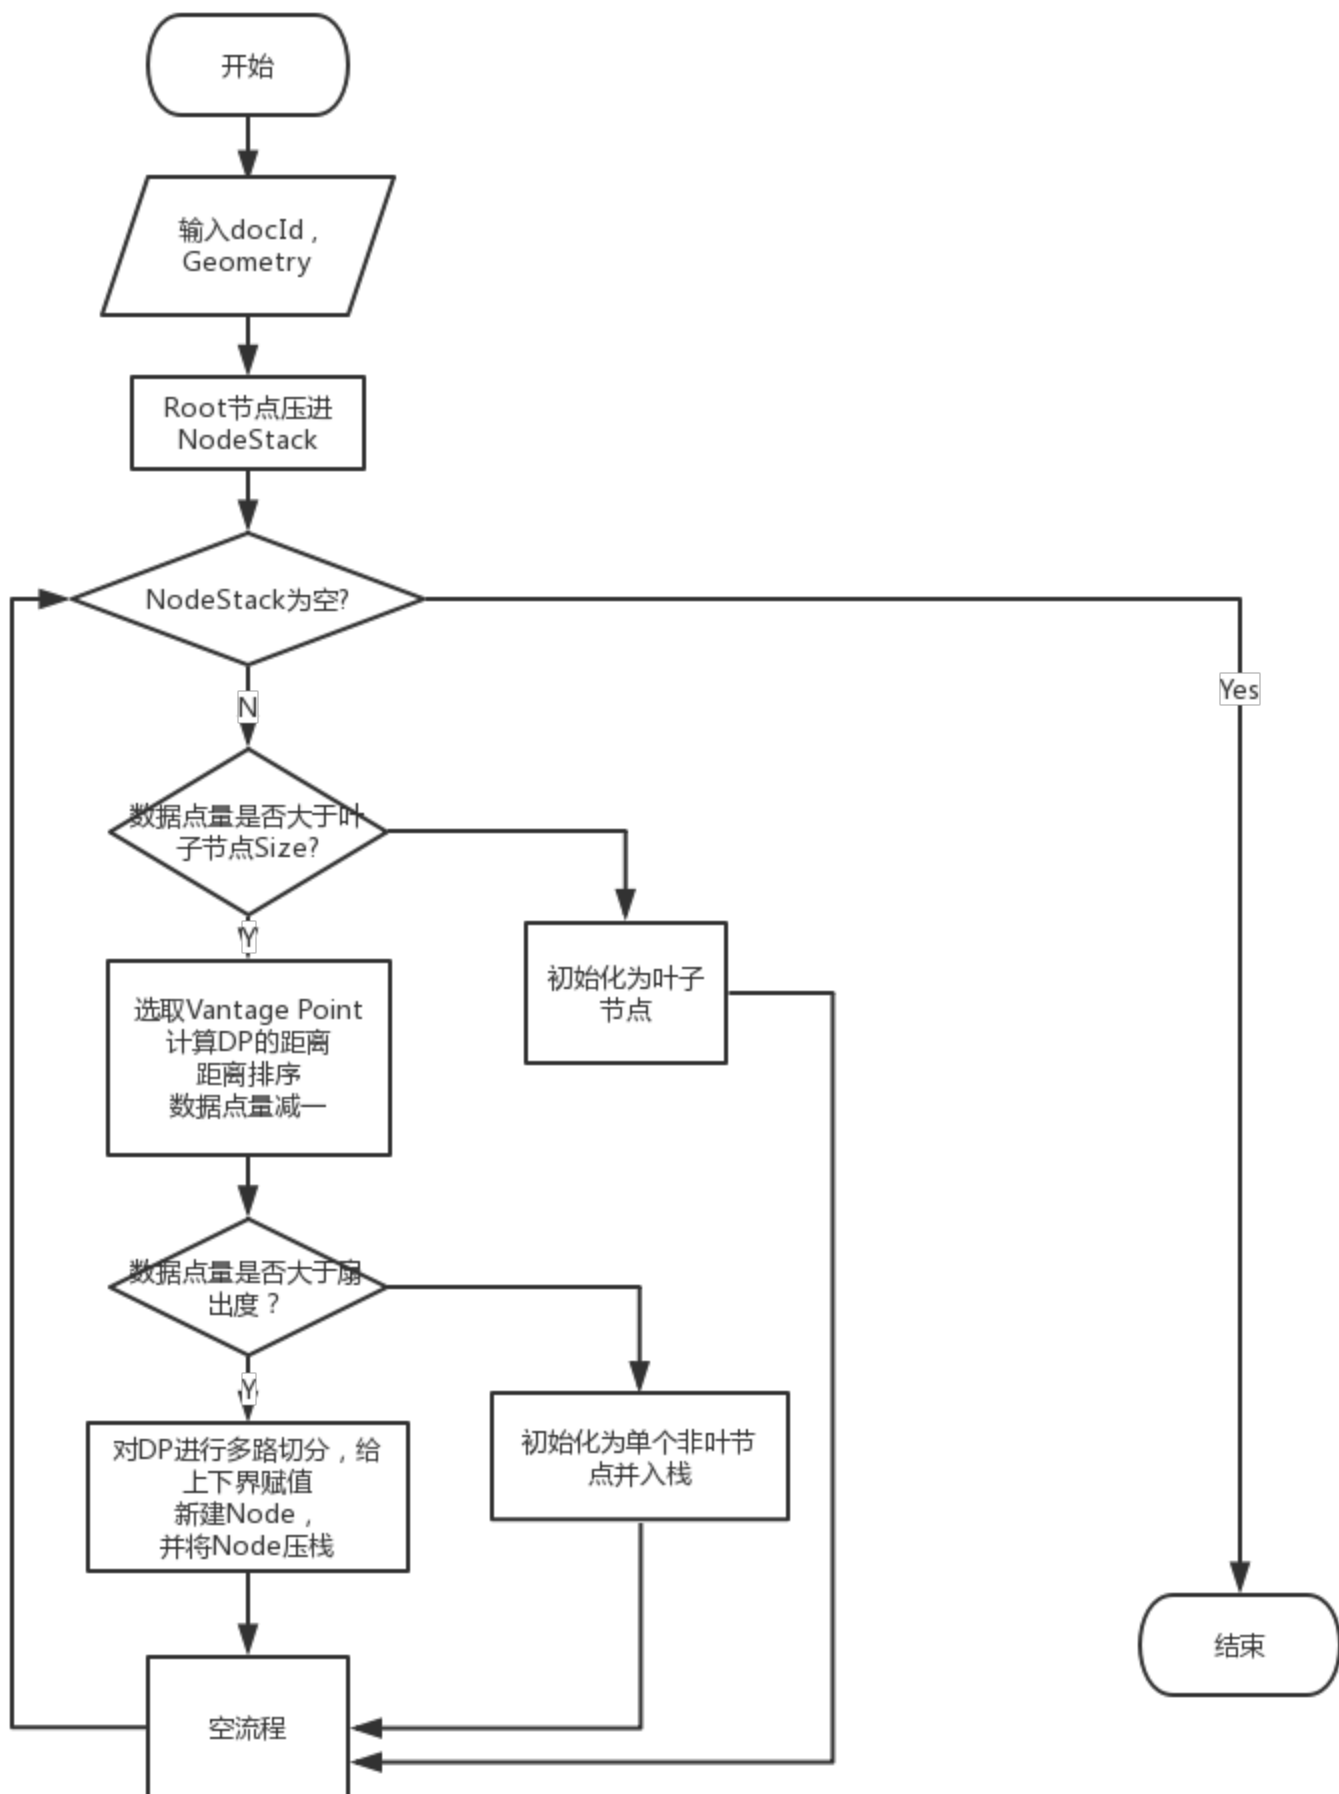 开始
输入docId，
Geometry
Root节点压进
NodeStack
NodeStack为空?
Yes
N
数据点量是否大于叶
子节点Size?
Y
初始化为叶子
节点
选取Vantage Point
计算DP的距离
距离排序
数据点量减一
数据点量是否大于扇
出度？
Y
初始化为单个非叶节
点并入栈
对DP进行多路切分，给
上下界赋值
新建Node，
并将Node压栈
结束
空流程